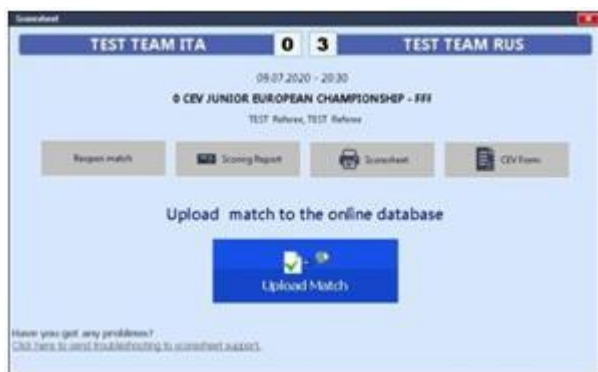 Scoresheet
TEST TEAM ITA 0 3 TEST TEAM RUS
09.07.2020 - 20:30
0 CEV JUNIOR EUROPEAN CHAMPIONSHIP - FFF
TEST Referee, TEST Referee
Reopen match Scoring Report Scoresheet CEV Form
Upload match to the online database
Upload Match
Have you got any problems?
Click here to send troubleshooting to scoresheet support.